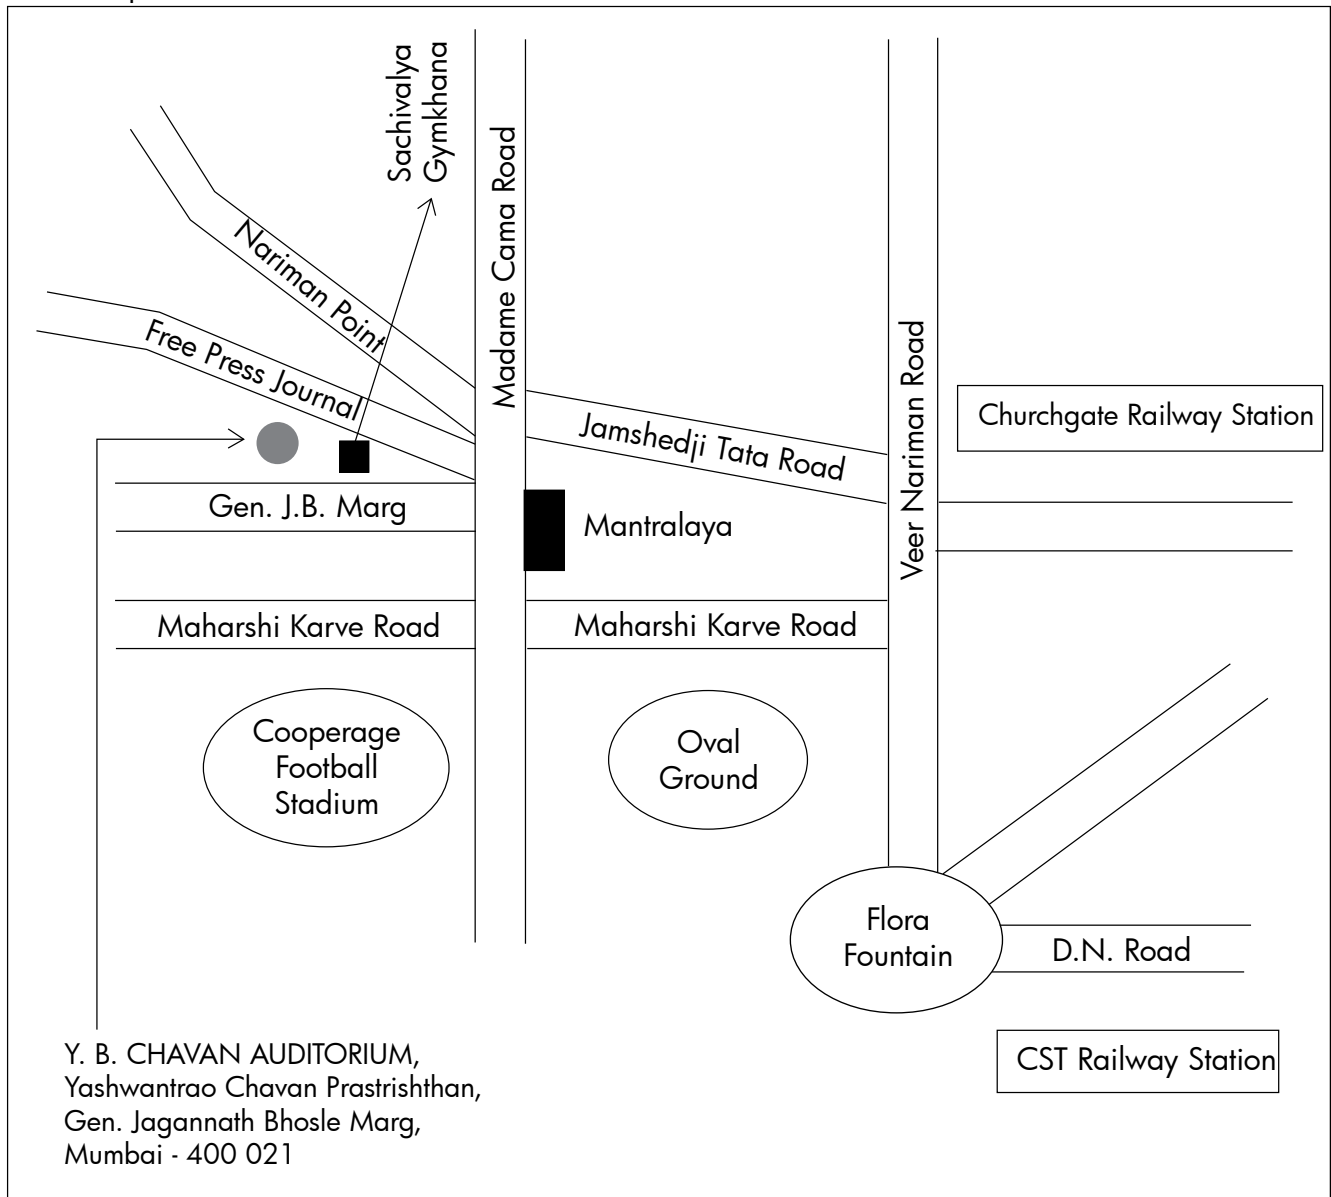 Sachivalya
Gymkhana
Madame Cama Road
Nariman Point
Free Press Journal
Jamshedji Tata Road
Veer Nariman Road
Churchgate Railway Station
Gen. J.B. Marg
Mantralaya
Maharshi Karve Road
Maharshi Karve Road
Cooperage
Football
Stadium
Oval
Ground
Flora
Fountain
D.N. Road
CST Railway Station
Y. B. CHAVAN AUDITORIUM,
Yashwantrao Chavan Prastrishthan,
Gen. Jagannath Bhosle Marg,
Mumbai - 400 021